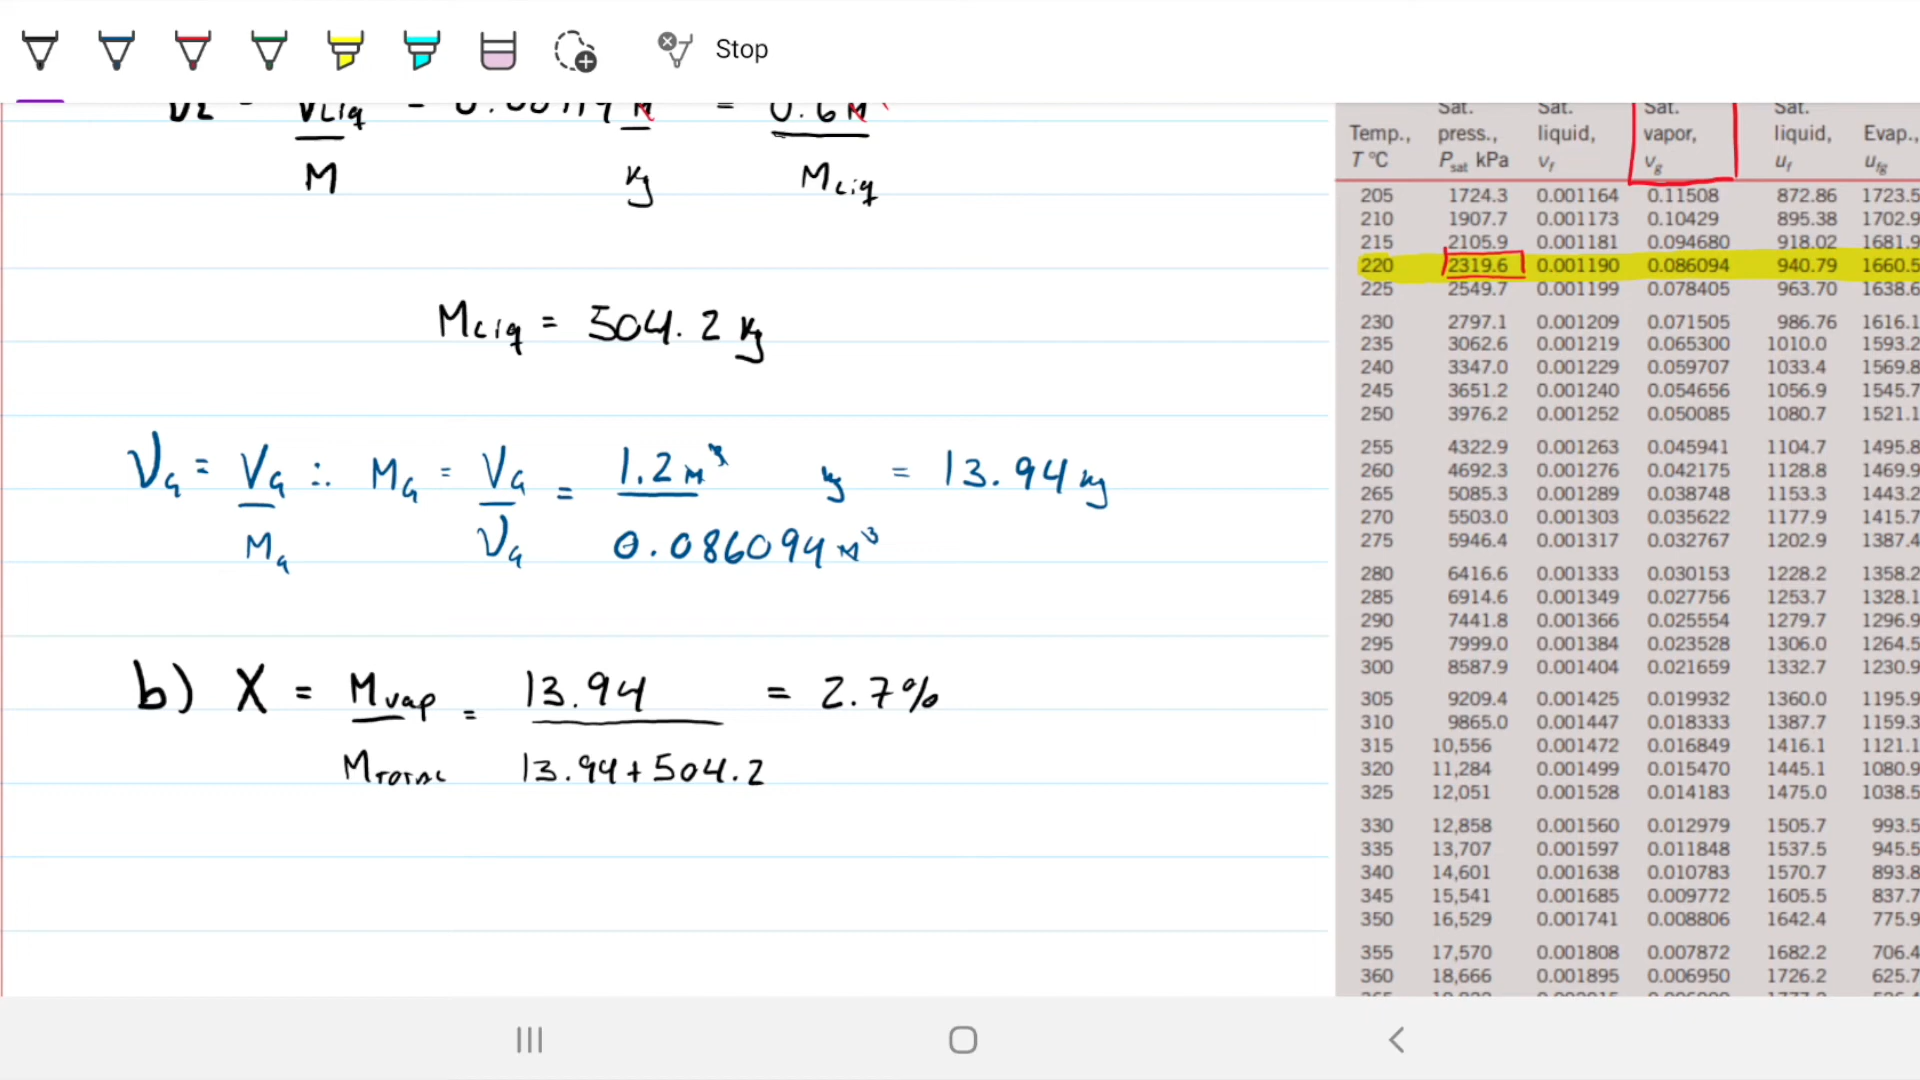 Stop
VLiq = 0.00119 = 0.6
M kg MLiq
MLiq = 504.2 kg
νg = Vg ∴ Mg = Vg = 1.2 m³ kg = 13.94 kg
Mg νg 0.086094 m³
b) X = Mvap = 13.94 = 2.7%
MTOTAL 13.94+504.2
Sat. Sat. Sat. Sat.
Temp., press., liquid, vapor, liquid, Evap.,
T °C Psat kPa vf vg uf ufg
205 1724.3 0.001164 0.11508 872.86 1723.5
210 1907.7 0.001173 0.10429 895.38 1702.9
215 2105.9 0.001181 0.094680 918.02 1681.9
220 2319.6 0.001190 0.086094 940.79 1660.5
225 2549.7 0.001199 0.078405 963.70 1638.6
230 2797.1 0.001209 0.071505 986.76 1616.1
235 3062.6 0.001219 0.065300 1010.0 1593.2
240 3347.0 0.001229 0.059707 1033.4 1569.8
245 3651.2 0.001240 0.054656 1056.9 1545.7
250 3976.2 0.001252 0.050085 1080.7 1521.1
255 4322.9 0.001263 0.045941 1104.7 1495.8
260 4692.3 0.001276 0.042175 1128.8 1469.9
265 5085.3 0.001289 0.038748 1153.3 1443.2
270 5503.0 0.001303 0.035622 1177.9 1415.7
275 5946.4 0.001317 0.032767 1202.9 1387.4
280 6416.6 0.001333 0.030153 1228.2 1358.2
285 6914.6 0.001349 0.027756 1253.7 1328.1
290 7441.8 0.001366 0.025554 1279.7 1296.9
295 7999.0 0.001384 0.023528 1306.0 1264.5
300 8587.9 0.001404 0.021659 1332.7 1230.9
305 9209.4 0.001425 0.019932 1360.0 1195.9
310 9865.0 0.001447 0.018333 1387.7 1159.3
315 10,556 0.001472 0.016849 1416.1 1121.1
320 11,284 0.001499 0.015470 1445.1 1080.9
325 12,051 0.001528 0.014183 1475.0 1038.5
330 12,858 0.001560 0.012979 1505.7 993.5
335 13,707 0.001597 0.011848 1537.5 945.5
340 14,601 0.001638 0.010783 1570.7 893.8
345 15,541 0.001685 0.009772 1605.5 837.7
350 16,529 0.001741 0.008806 1642.4 775.9
355 17,570 0.001808 0.007872 1682.2 706.4
360 18,666 0.001895 0.006950 1726.2 625.7